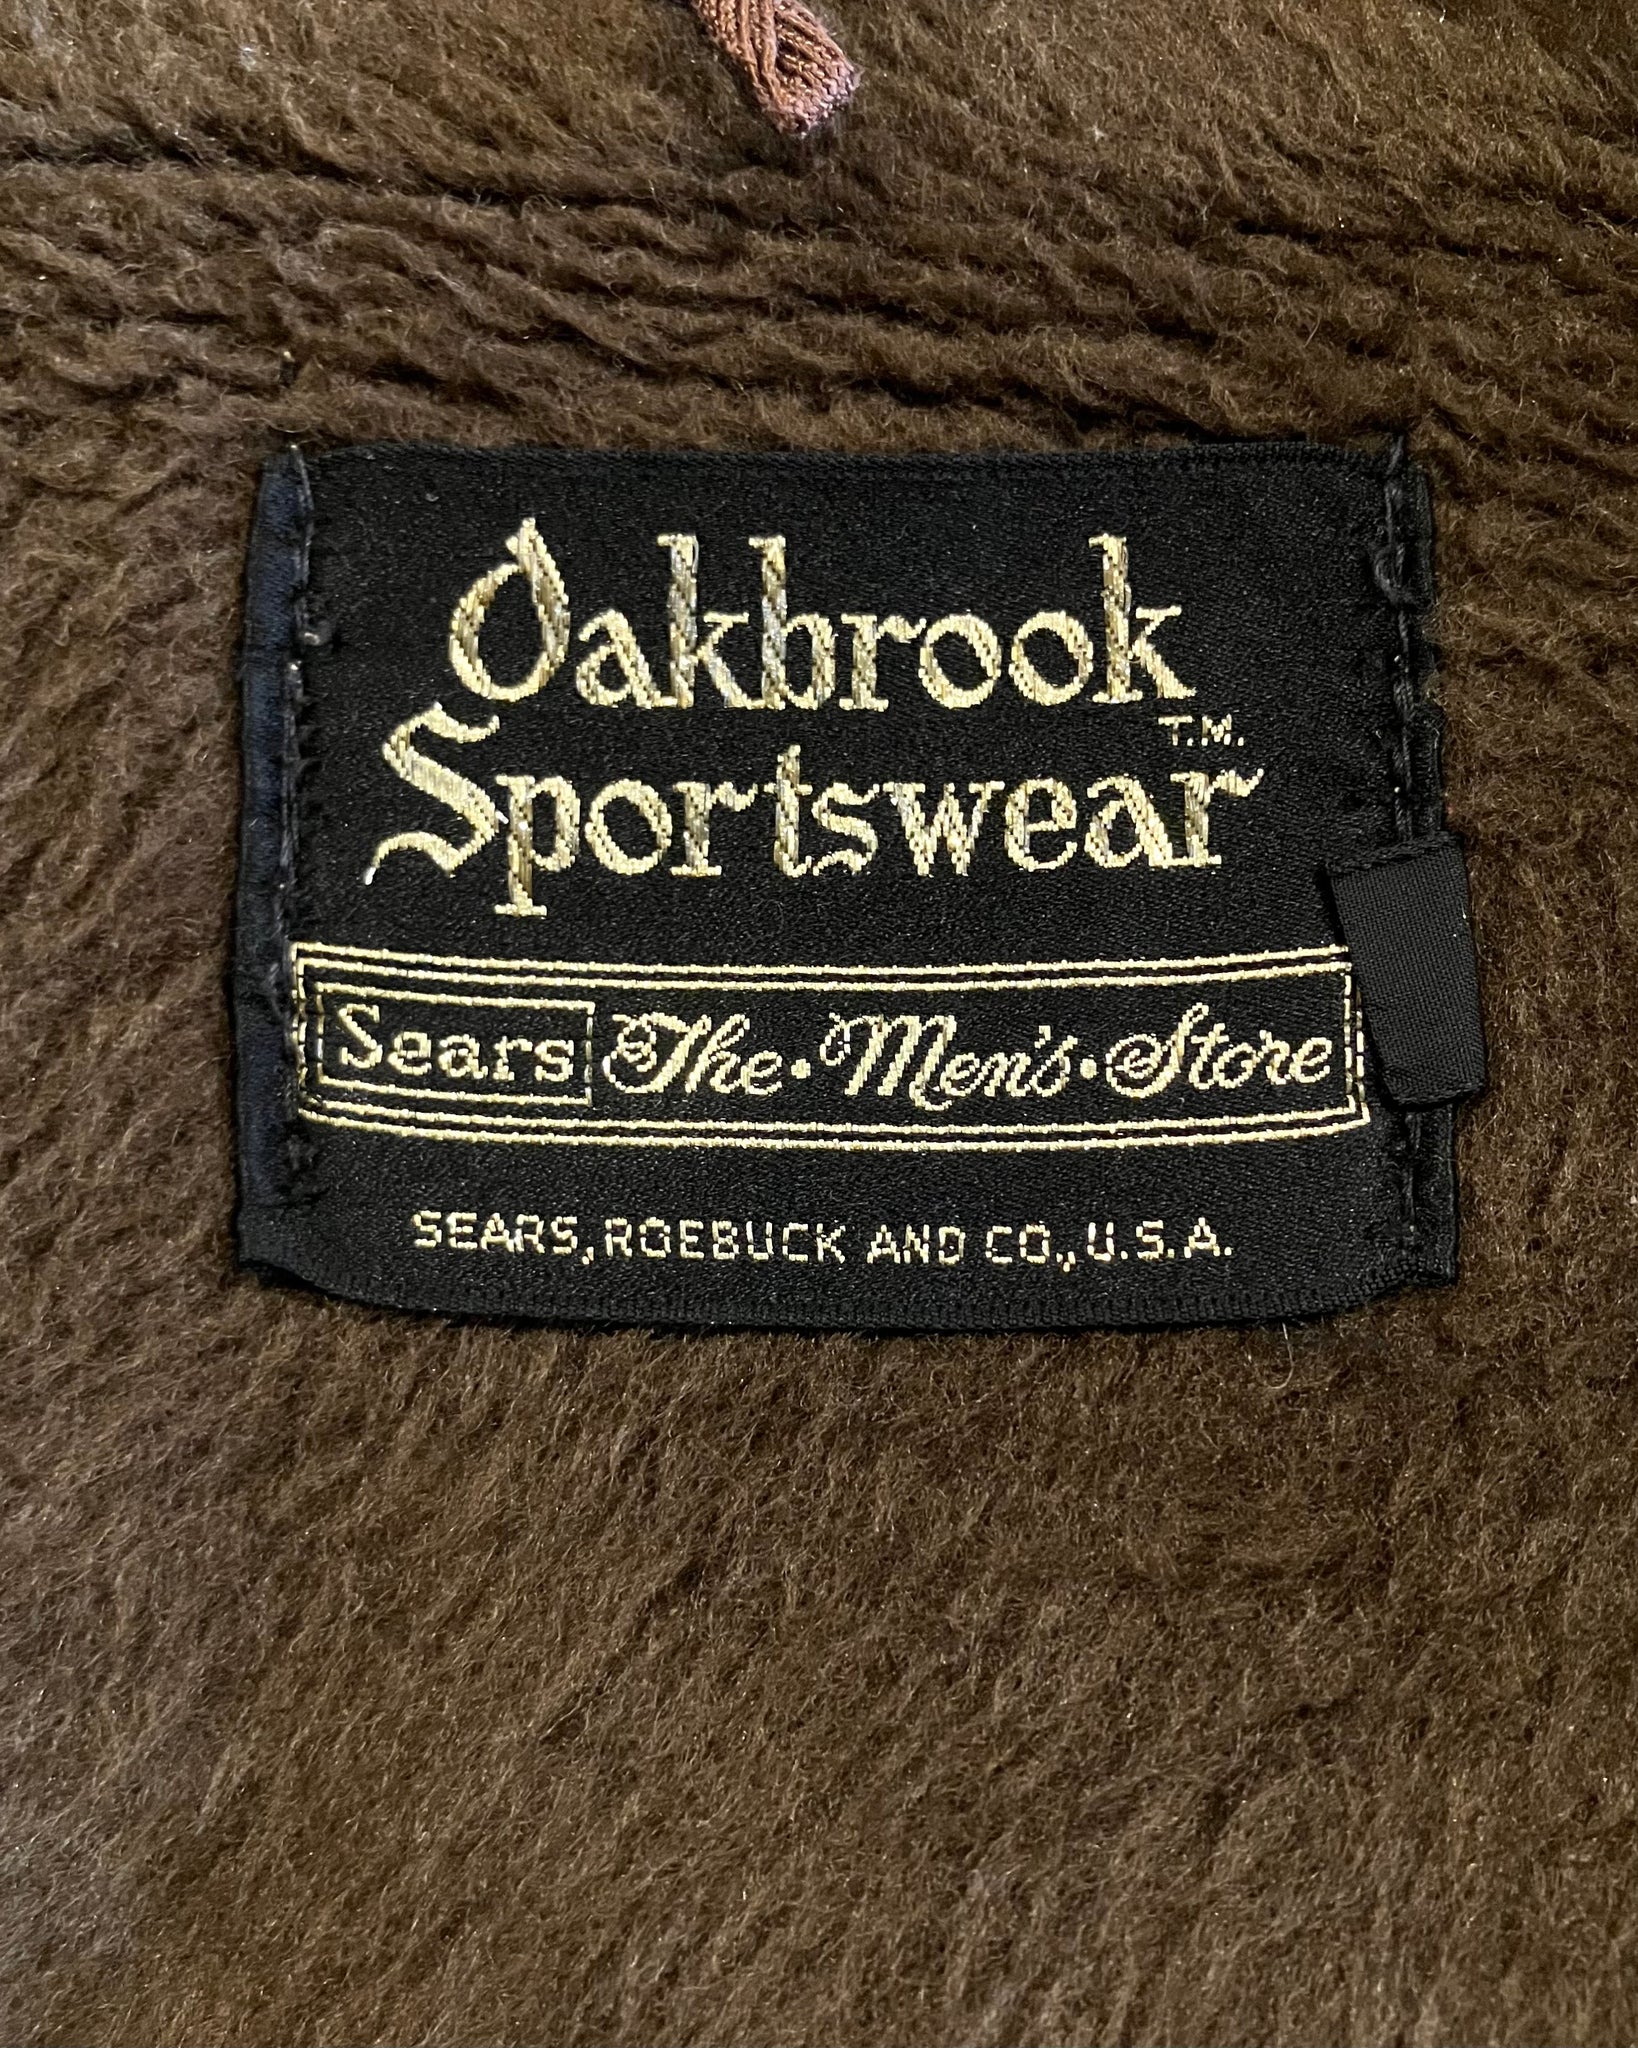 Oakbrook
T.M.
Sportswear
Sears The • Men's • Store
SEARS, ROEBUCK AND CO., U.S.A.